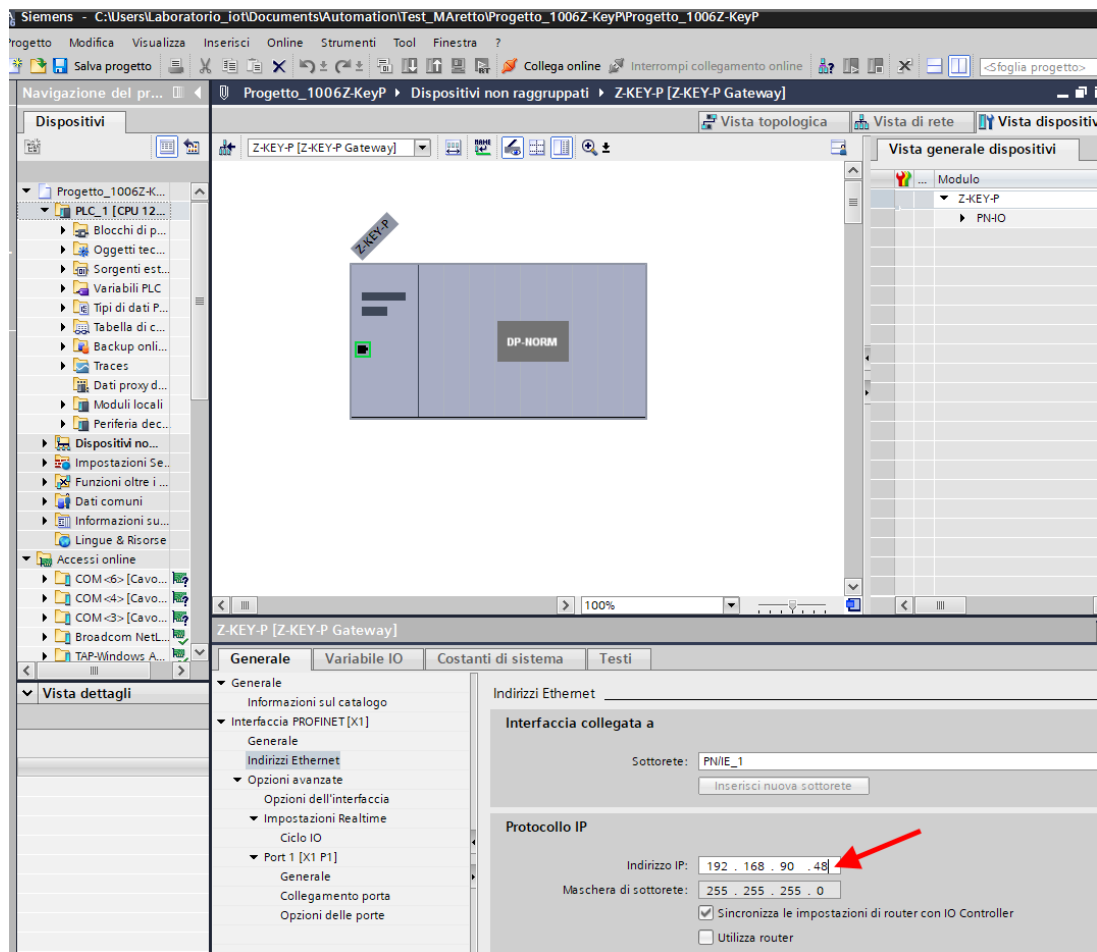 Siemens - C:\Users\Laboratorio_iot\Documents\Automation\Test_MAretto\Progetto_1006Z-KeyP\Progetto_1006Z-KeyP
Progetto Modifica Visualizza Inserisci Online Strumenti Tool Finestra ?
Salva progetto Collega online Interrompi collegamento online <Sfoglia progetto>
Navigazione del pr...
Progetto_1006Z-KeyP Dispositivi non raggruppati Z-KEY-P [Z-KEY-P Gateway]
Dispositivi
Vista topologica Vista di rete Vista dispositiv
Z-KEY-P [Z-KEY-P Gateway]
Vista generale dispositivi
... Modulo
Z-KEY-P
PN-IO
Progetto_1006Z-K...
PLC_1 [CPU 12...
Blocchi di p...
Oggetti tec...
Sorgenti est...
Variabili PLC
Tipi di dati P...
Tabella di c...
Backup onli...
Traces
Dati proxy d...
Moduli locali
Periferia dec...
Dispositivi no...
Impostazioni Se..
Funzioni oltre i ...
Dati comuni
Informazioni su...
Lingue & Risorse
Accessi online
COM <6> [Cavo...
COM <4> [Cavo...
COM <3> [Cavo...
Broadcom NetL...
TAP-Windows A...
Z-KEY-P
DP-NORM
100%
Vista dettagli
Z-KEY-P [Z-KEY-P Gateway]
Generale Variabile IO Costanti di sistema Testi
Generale
Informazioni sul catalogo
Interfaccia PROFINET [X1]
Generale
Indirizzi Ethernet
Opzioni avanzate
Opzioni dell'interfaccia
Impostazioni Realtime
Ciclo IO
Port 1 [X1 P1]
Generale
Collegamento porta
Opzioni delle porte
Indirizzi Ethernet
Interfaccia collegata a
Sottorete: PN/IE_1
Inserisci nuova sottorete
Protocollo IP
Indirizzo IP: 192 . 168 . 90 . 48
Maschera di sottorete: 255 . 255 . 255 . 0
Sincronizza le impostazioni di router con IO Controller
Utilizza router